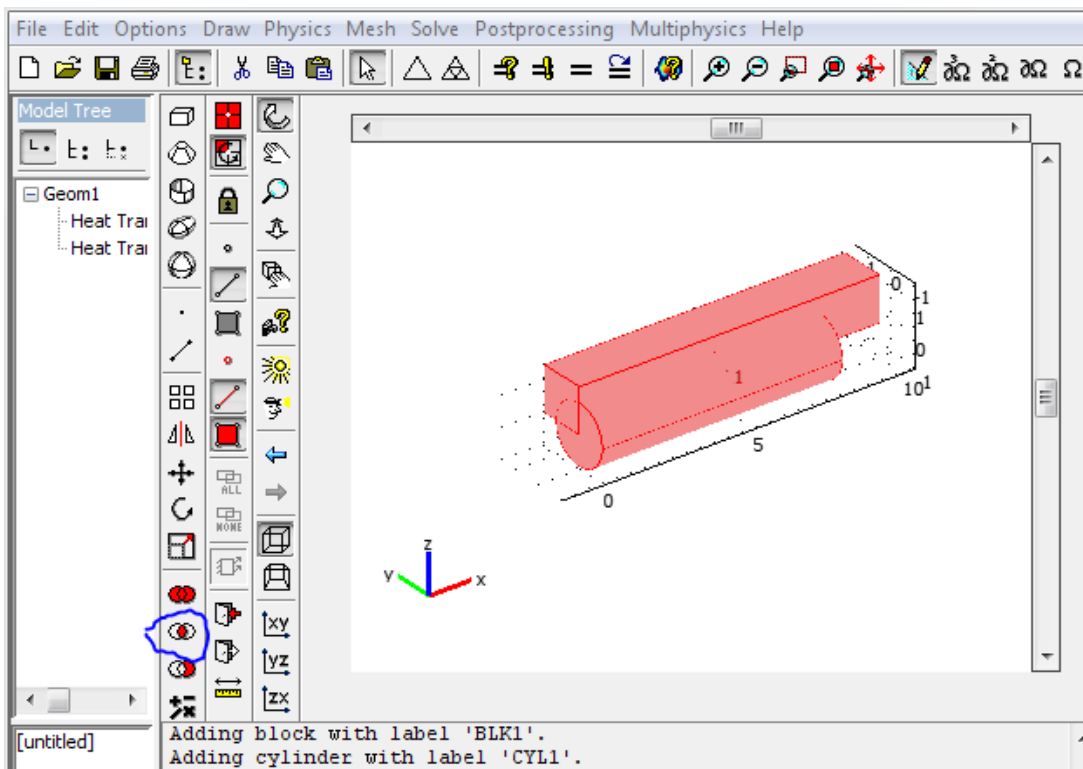 File Edit Options Draw Physics Mesh Solve Postprocessing Multiphysics Help
Model Tree
Geom1
Heat Trai
Heat Trai
ALL
NONE
xy
yz
zx
1
0
-1
1
0
10
1
5
0
1
z
y
x
[untitled]
Adding block with label 'BLK1'.
Adding cylinder with label 'CYL1'.